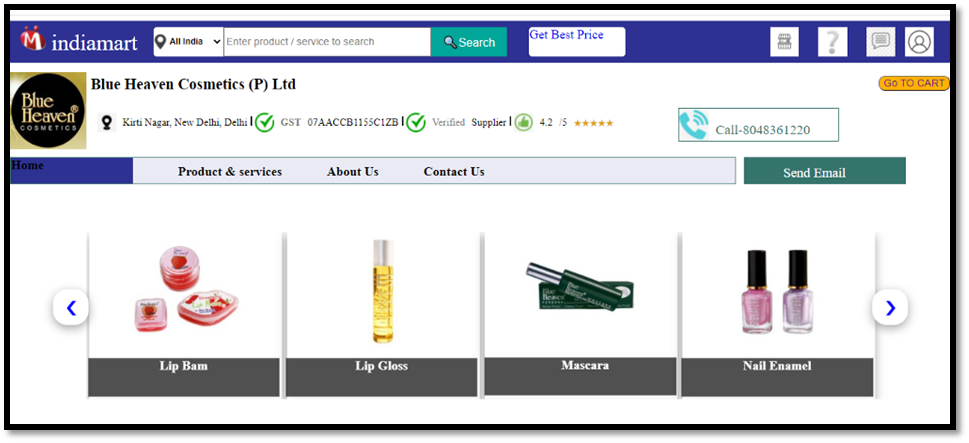 indiamart
All India
Enter product / service to search
Search
Get Best Price
Blue Heaven Cosmetics (P) Ltd
Go TO CART
Blue
Heaven®
COSMETICS
Kirti Nagar, New Delhi, Delhi
GST 07AACCB1155C1ZB
Verified Supplier
4.2 /5
Call-8048361220
Home
Product & services
About Us
Contact Us
Send Email
Blue
Heaven
Lip Bam
Lip Gloss
Mascara
Nail Enamel